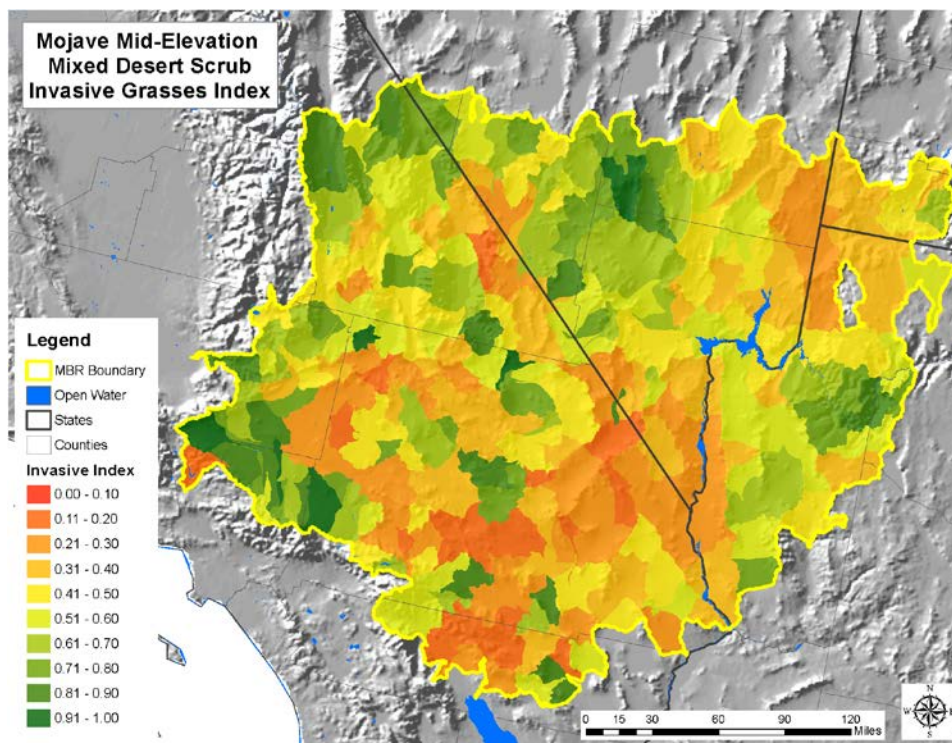 Mojave Mid-Elevation
Mixed Desert Scrub
Invasive Grasses Index
Legend
MBR Boundary
Open Water
States
Counties
Invasive Index
0.00 - 0.10
0.11 - 0.20
0.21 - 0.30
0.31 - 0.40
0.41 - 0.50
0.51 - 0.60
0.61 - 0.70
0.71 - 0.80
0.81 - 0.90
0.91 - 1.00
N
W E
S
0 15 30 60 90 120
Miles